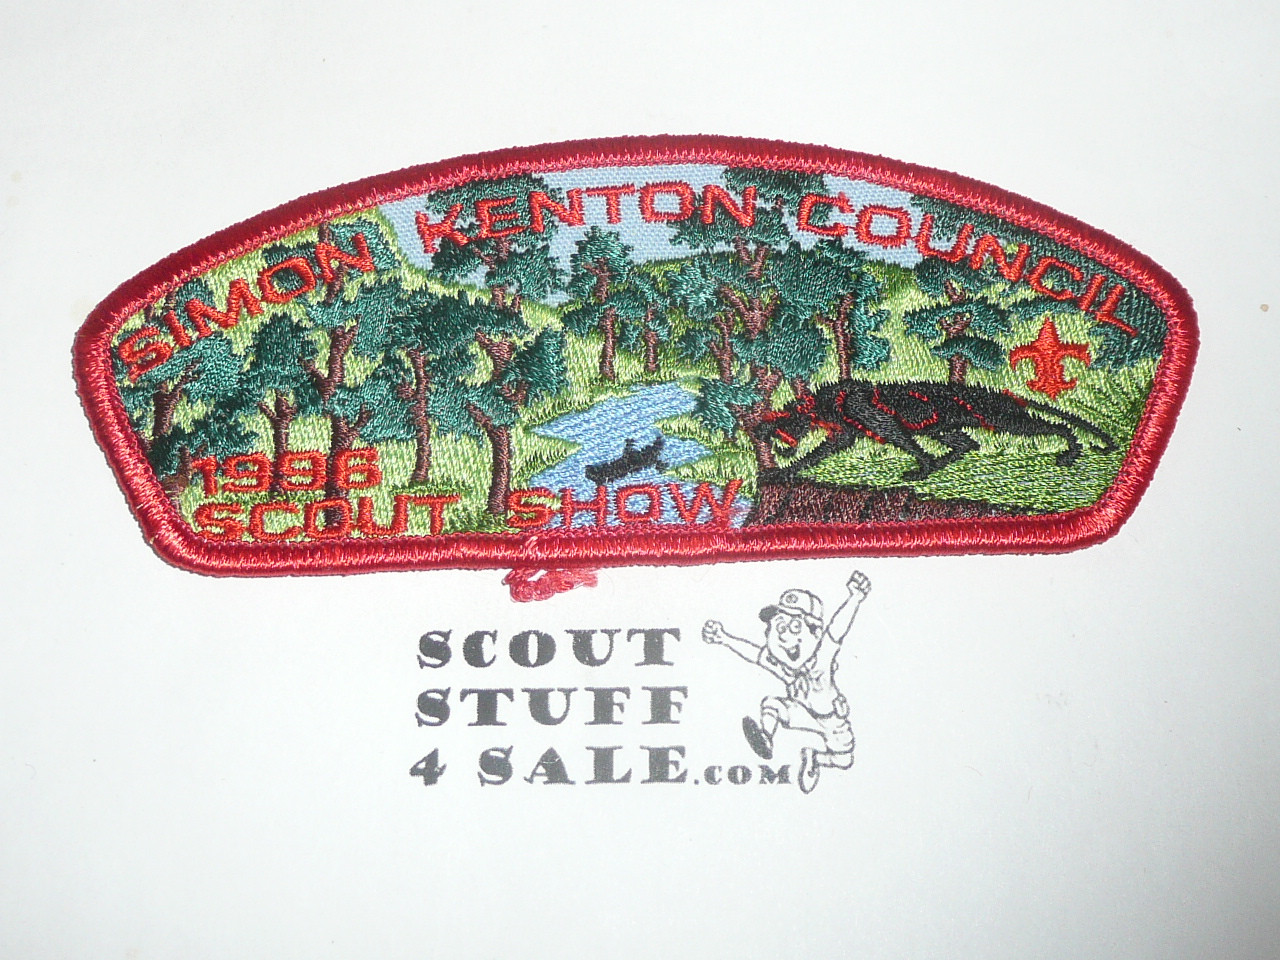 SIMON KENTON COUNCIL
1996
SCOUT SHOW
SCOUT
STUFF
4 SALE.COM